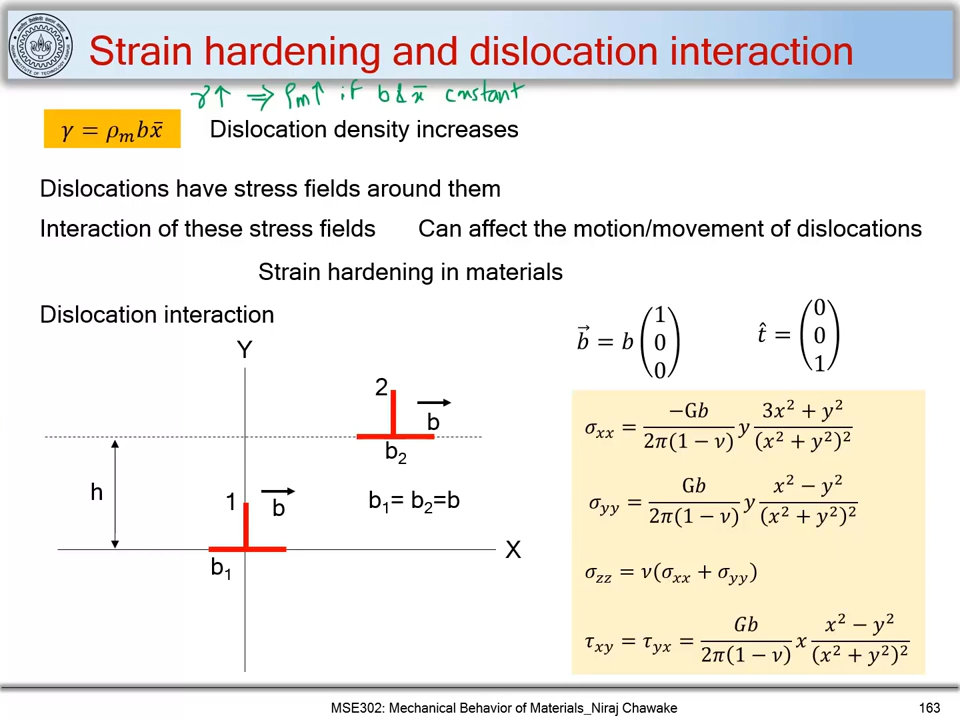 Strain hardening and dislocation interaction
γ↑ ⇒ ρm↑ if b & x̄ constant
γ = ρₘbx̄ Dislocation density increases
Dislocations have stress fields around them
Interaction of these stress fields Can affect the motion/movement of dislocations
Strain hardening in materials
Dislocation interaction
b⃗ = b (1 0 0) t̂ = (0 0 1)
Y
2
b
b₂
h
1
b
b₁= b₂=b
X
b₁
σₓₓ = −Gb / 2π(1 − ν) y 3x² + y² / (x² + y²)²
σyy = Gb / 2π(1 − ν) y x² − y² / (x² + y²)²
σzz = ν(σxx + σyy)
τxy = τyx = Gb / 2π(1 − ν) x x² − y² / (x² + y²)²
MSE302: Mechanical Behavior of Materials_Niraj Chawake
163